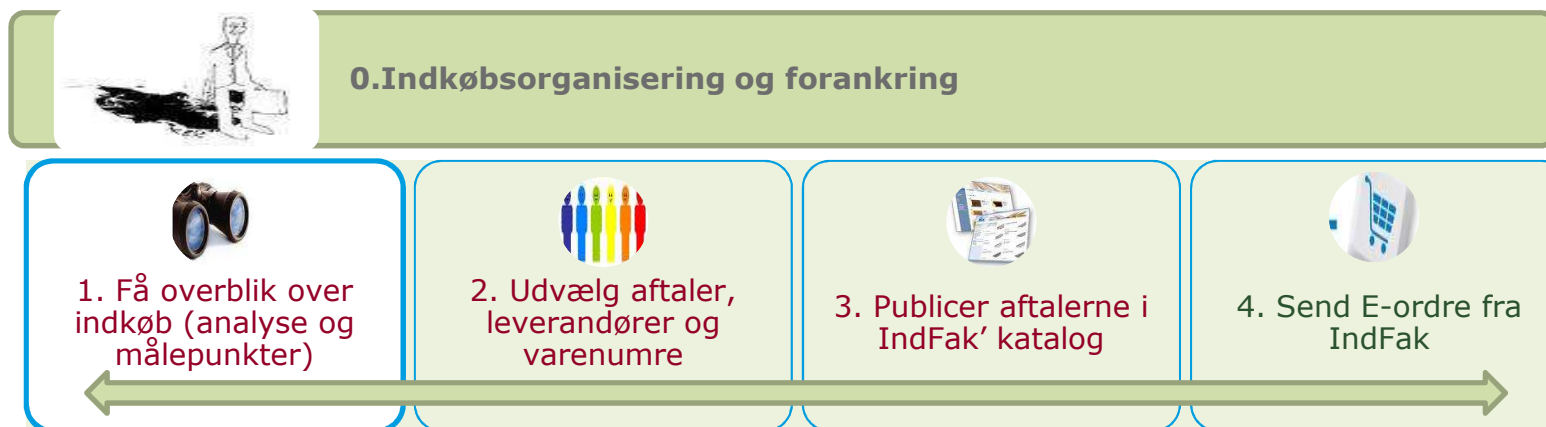 0.Indkøbsorganisering og forankring
1. Få overblik over
indkøb (analyse og
målepunkter)
2. Udvælg aftaler,
leverandører og
varenumre
3. Publicer aftalerne i
IndFak’ katalog
4. Send E-ordre fra
IndFak